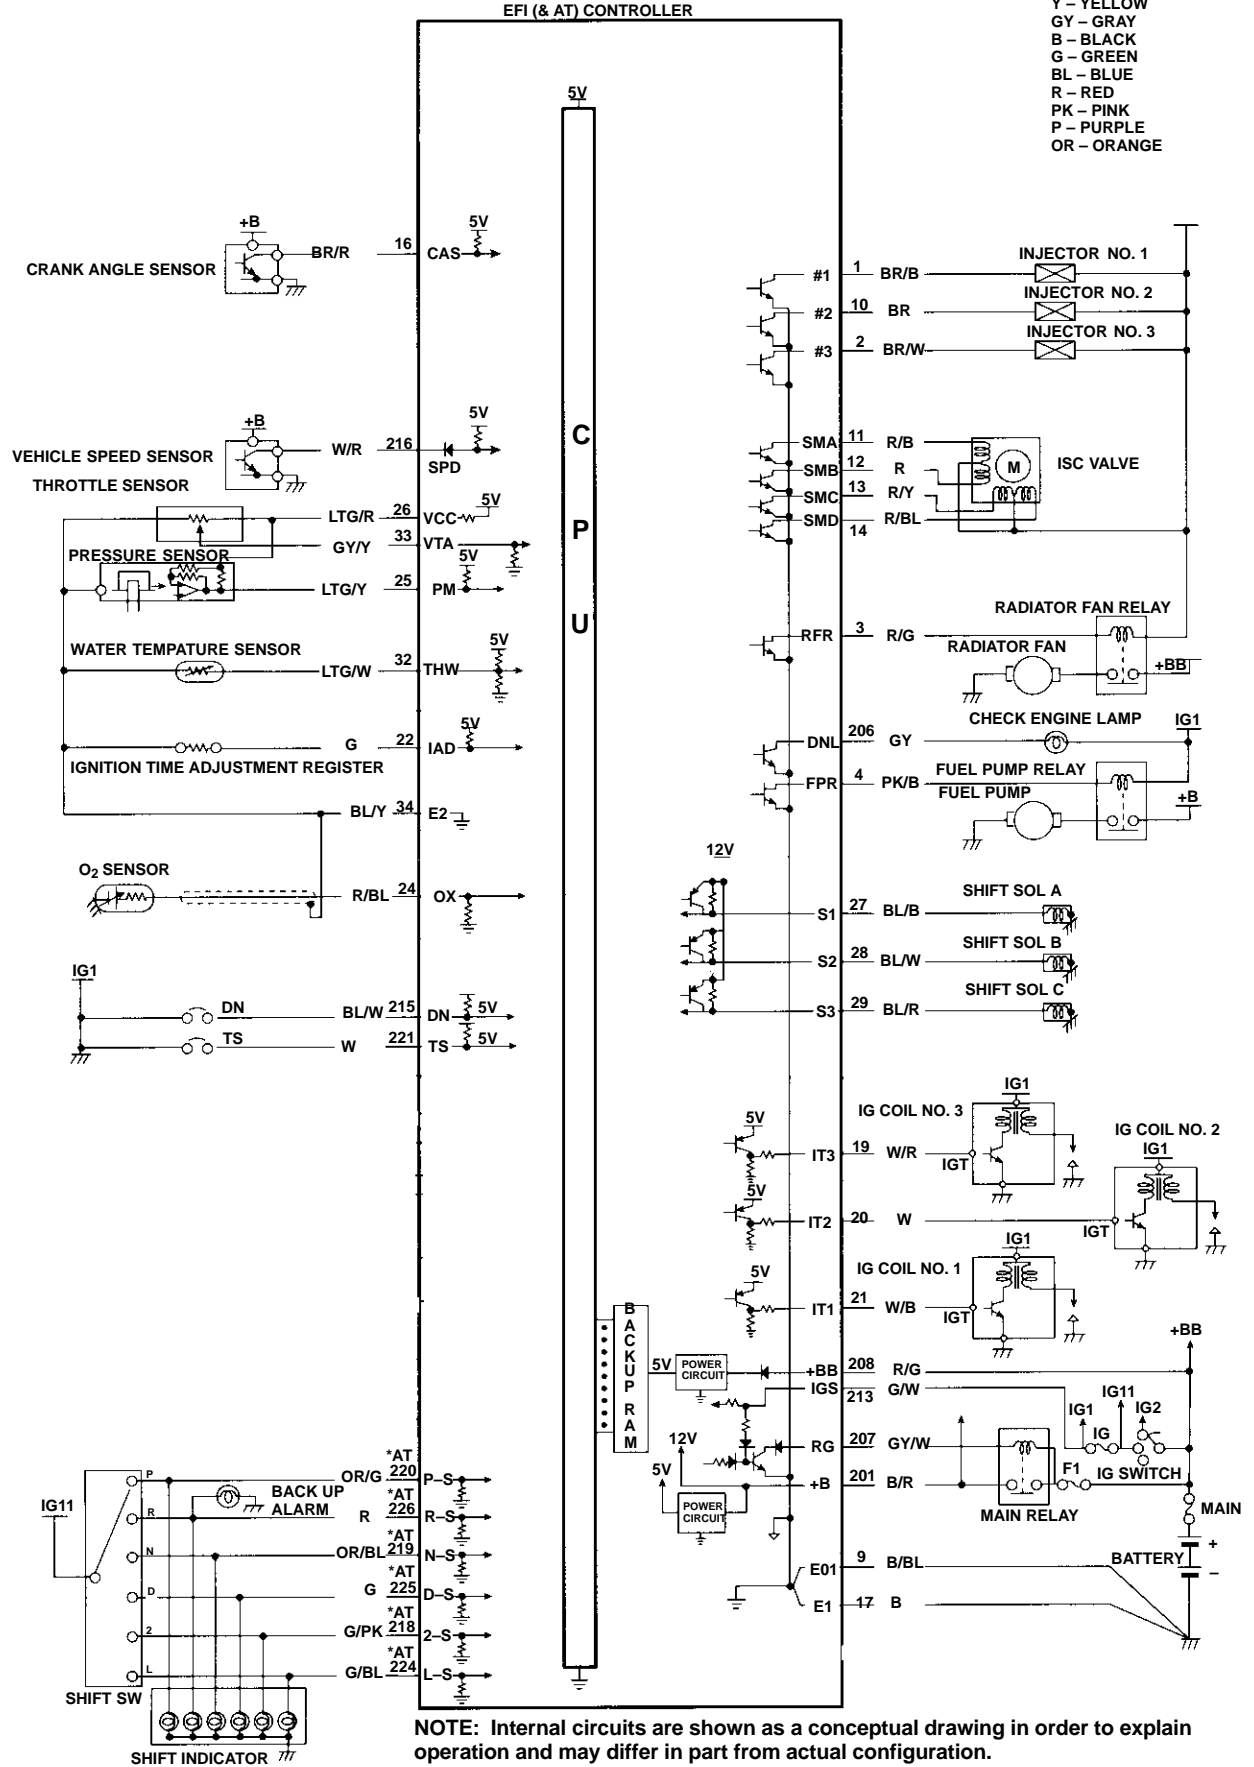 EFI (& AT) CONTROLLER
Y – YELLOW
GY – GRAY
B – BLACK
G – GREEN
BL – BLUE
R – RED
PK – PINK
P – PURPLE
OR – ORANGE
5V
C
P
U
+B
CRANK ANGLE SENSOR
BR/R
16
CAS
5V
+B
VEHICLE SPEED SENSOR
W/R
216
SPD
5V
THROTTLE SENSOR
LTG/R
26
VCC
5V
GY/Y
33
VTA
PRESSURE SENSOR
LTG/Y
25
PM
5V
WATER TEMPATURE SENSOR
LTG/W
32
THW
5V
G
22
IAD
5V
IGNITION TIME ADJUSTMENT REGISTER
BL/Y
34
E2
O2 SENSOR
R/BL
24
OX
IG1
DN
BL/W
215
DN
5V
TS
W
221
TS
5V
#1
1
BR/B
INJECTOR NO. 1
#2
10
BR
INJECTOR NO. 2
#3
2
BR/W
INJECTOR NO. 3
SMA
11
R/B
SMB
12
R
SMC
13
R/Y
SMD
14
R/BL
M
ISC VALVE
RFR
3
R/G
RADIATOR FAN RELAY
RADIATOR FAN
+BB
DNL
206
GY
CHECK ENGINE LAMP
IG1
FPR
4
PK/B
FUEL PUMP RELAY
FUEL PUMP
+B
12V
S1
27
BL/B
SHIFT SOL A
S2
28
BL/W
SHIFT SOL B
S3
29
BL/R
SHIFT SOL C
5V
IT3
19
W/R
IG COIL NO. 3
IG1
IGT
5V
IT2
20
W
IG COIL NO. 2
IG1
IGT
5V
IT1
21
W/B
IG COIL NO. 1
IG1
IGT
BACKUP RAM
5V
POWER
CIRCUIT
+BB
208
R/G
+BB
IGS
213
G/W
IG1
IG11
IG2
IG
IG SWITCH
12V
RG
207
GY/W
5V
+B
201
B/R
F1
MAIN RELAY
MAIN
POWER
CIRCUIT
E01
9
B/BL
BATTERY
+
–
E1
17
B
IG11
P
*AT
OR/G
220
P–S
BACK UP
ALARM
R
*AT
R
226
R–S
N
*AT
OR/BL
219
N–S
D
*AT
G
225
D–S
2
*AT
G/PK
218
2–S
L
*AT
G/BL
224
L–S
SHIFT SW
SHIFT INDICATOR
NOTE: Internal circuits are shown as a conceptual drawing in order to explain
operation and may differ in part from actual configuration.